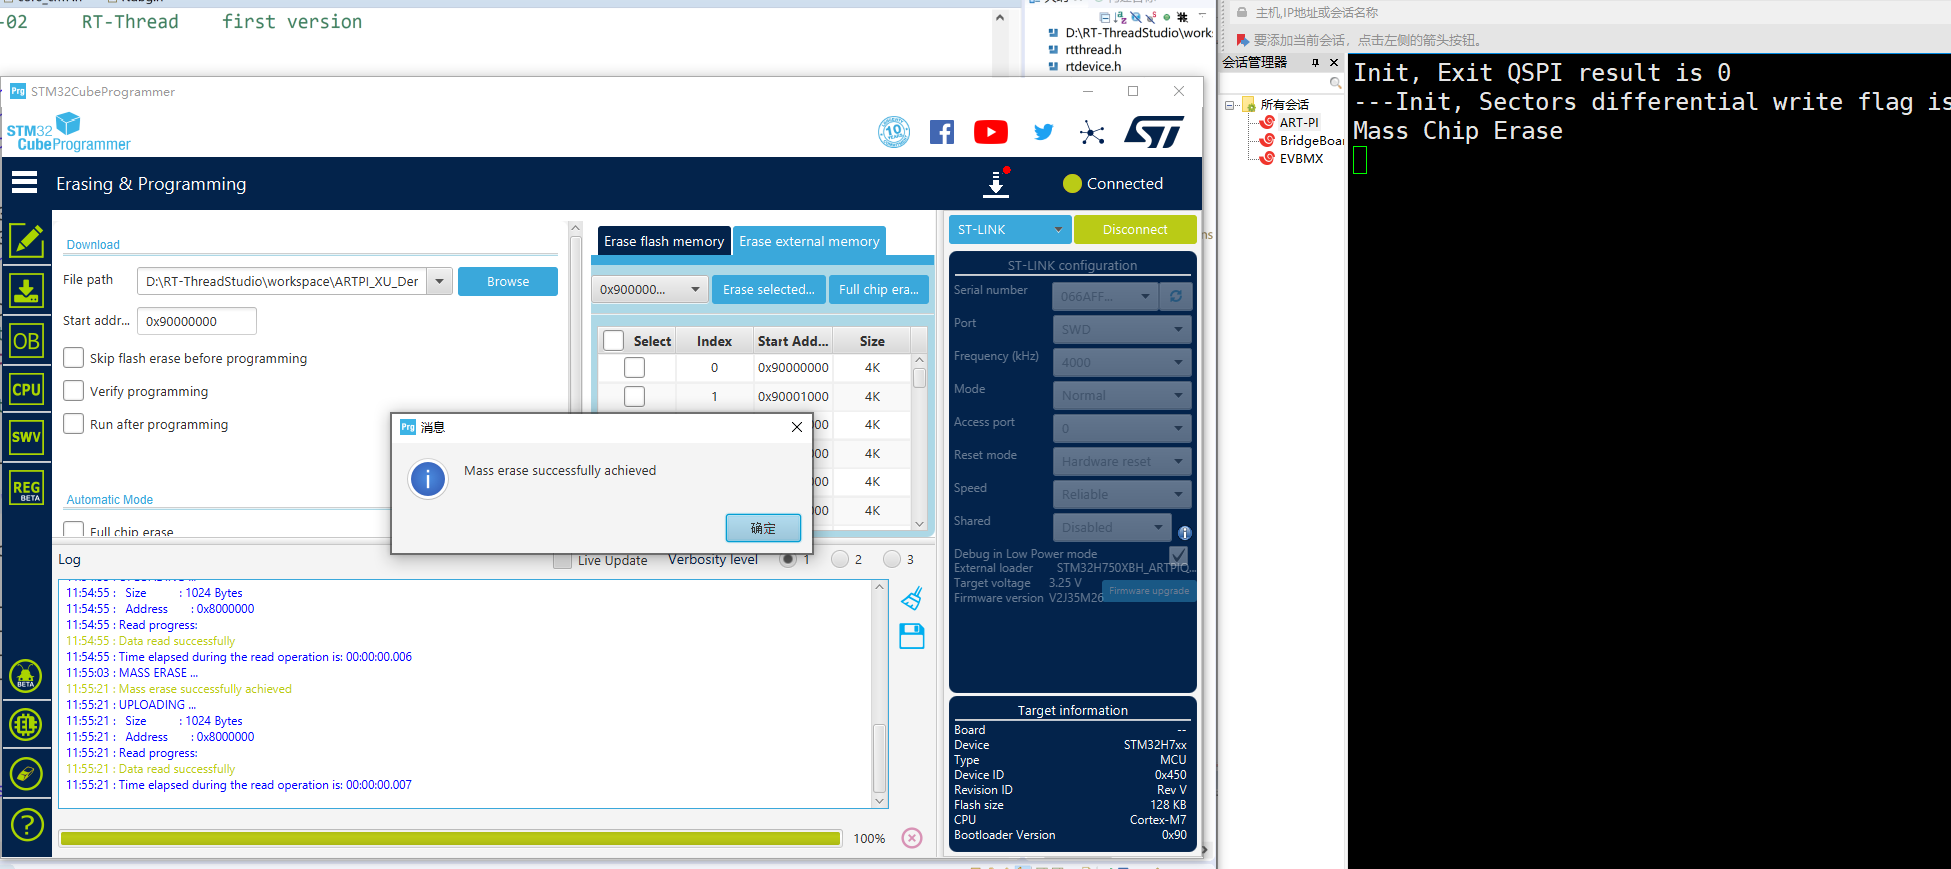 -02 RT-Thread first version
D:\RT-ThreadStudio\works
rtthread.h
rtdevice.h
主机,IP地址或会话名称
要添加当前会话，点击左侧的箭头按钮。
会话管理器
所有会话
ART-PI
BridgeBoar
EVBMX
Init, Exit QSPI result is 0
---Init, Sectors differential write flag is
Mass Chip Erase
Prg STM32CubeProgrammer
STM32
CubeProgrammer
10
Erasing & Programming
Connected
Download
File path
D:\RT-ThreadStudio\workspace\ARTPI_XU_Der
Browse
Start addr...
0x90000000
Skip flash erase before programming
Verify programming
Run after programming
Automatic Mode
Full chip erase
OB
CPU
SWV
REG
BETA
BETA
Erase flash memory
Erase external memory
0x900000...
Erase selected...
Full chip era...
Select Index Start Add... Size
0 0x90000000 4K
1 0x90001000 4K
00 4K
00 4K
00 4K
00 4K
Prg 消息
Mass erase successfully achieved
确定
ST-LINK
Disconnect
ns
ST-LINK configuration
Serial number 066AFF...
Port SWD
Frequency (kHz) 4000
Mode Normal
Access port 0
Reset mode Hardware reset
Speed Reliable
Shared Disabled
Debug in Low Power mode
External loader STM32H750XBH_ARTPIQ...
Target voltage 3.25 V
Firmware version V2J35M26
Firmware upgrade
Target information
Board --
Device STM32H7xx
Type MCU
Device ID 0x450
Revision ID Rev V
Flash size 128 KB
CPU Cortex-M7
Bootloader Version 0x90
Log
Live Update
Verbosity level 1 2 3
11:54:55 : UPLOADING ...
11:54:55 : Size : 1024 Bytes
11:54:55 : Address : 0x8000000
11:54:55 : Read progress:
11:54:55 : Data read successfully
11:54:55 : Time elapsed during the read operation is: 00:00:00.006
11:55:03 : MASS ERASE ...
11:55:21 : Mass erase successfully achieved
11:55:21 : UPLOADING ...
11:55:21 : Size : 1024 Bytes
11:55:21 : Address : 0x8000000
11:55:21 : Read progress:
11:55:21 : Data read successfully
11:55:21 : Time elapsed during the read operation is: 00:00:00.007
100%